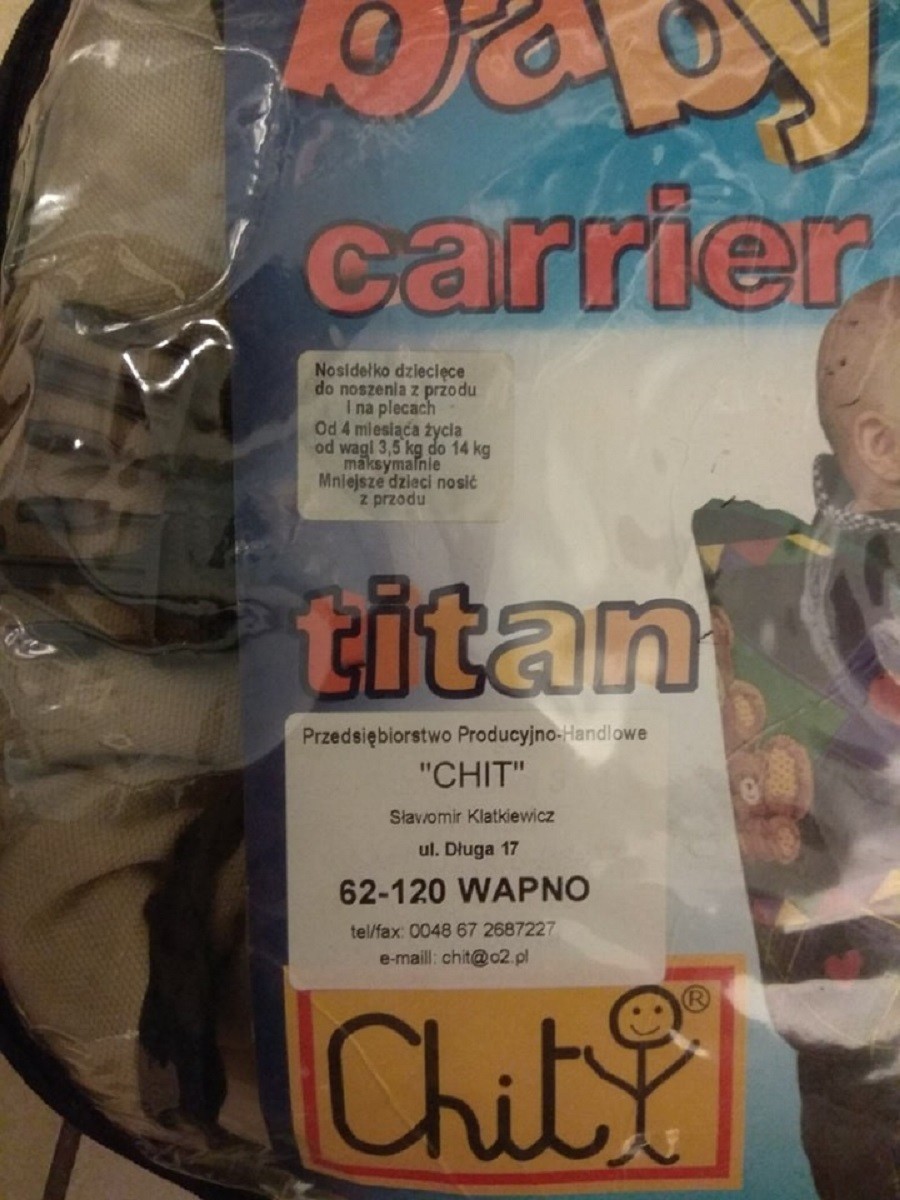 baby
carrier
Nosidełko dziecięce
do noszenia z przodu
i na plecach
Od 4 miesiąca życia
od wagi 3,5 kg do 14 kg
maksymalnie
Mniejsze dzieci nosić
z przodu
titan
Przedsiębiorstwo Producyjno-Handlowe
"CHIT"
Sławomir Klatkiewicz
ul. Długa 17
62-120 WAPNO
tel/fax: 0048 67 2687227
e-maill: chit@o2.pl
Chit ®